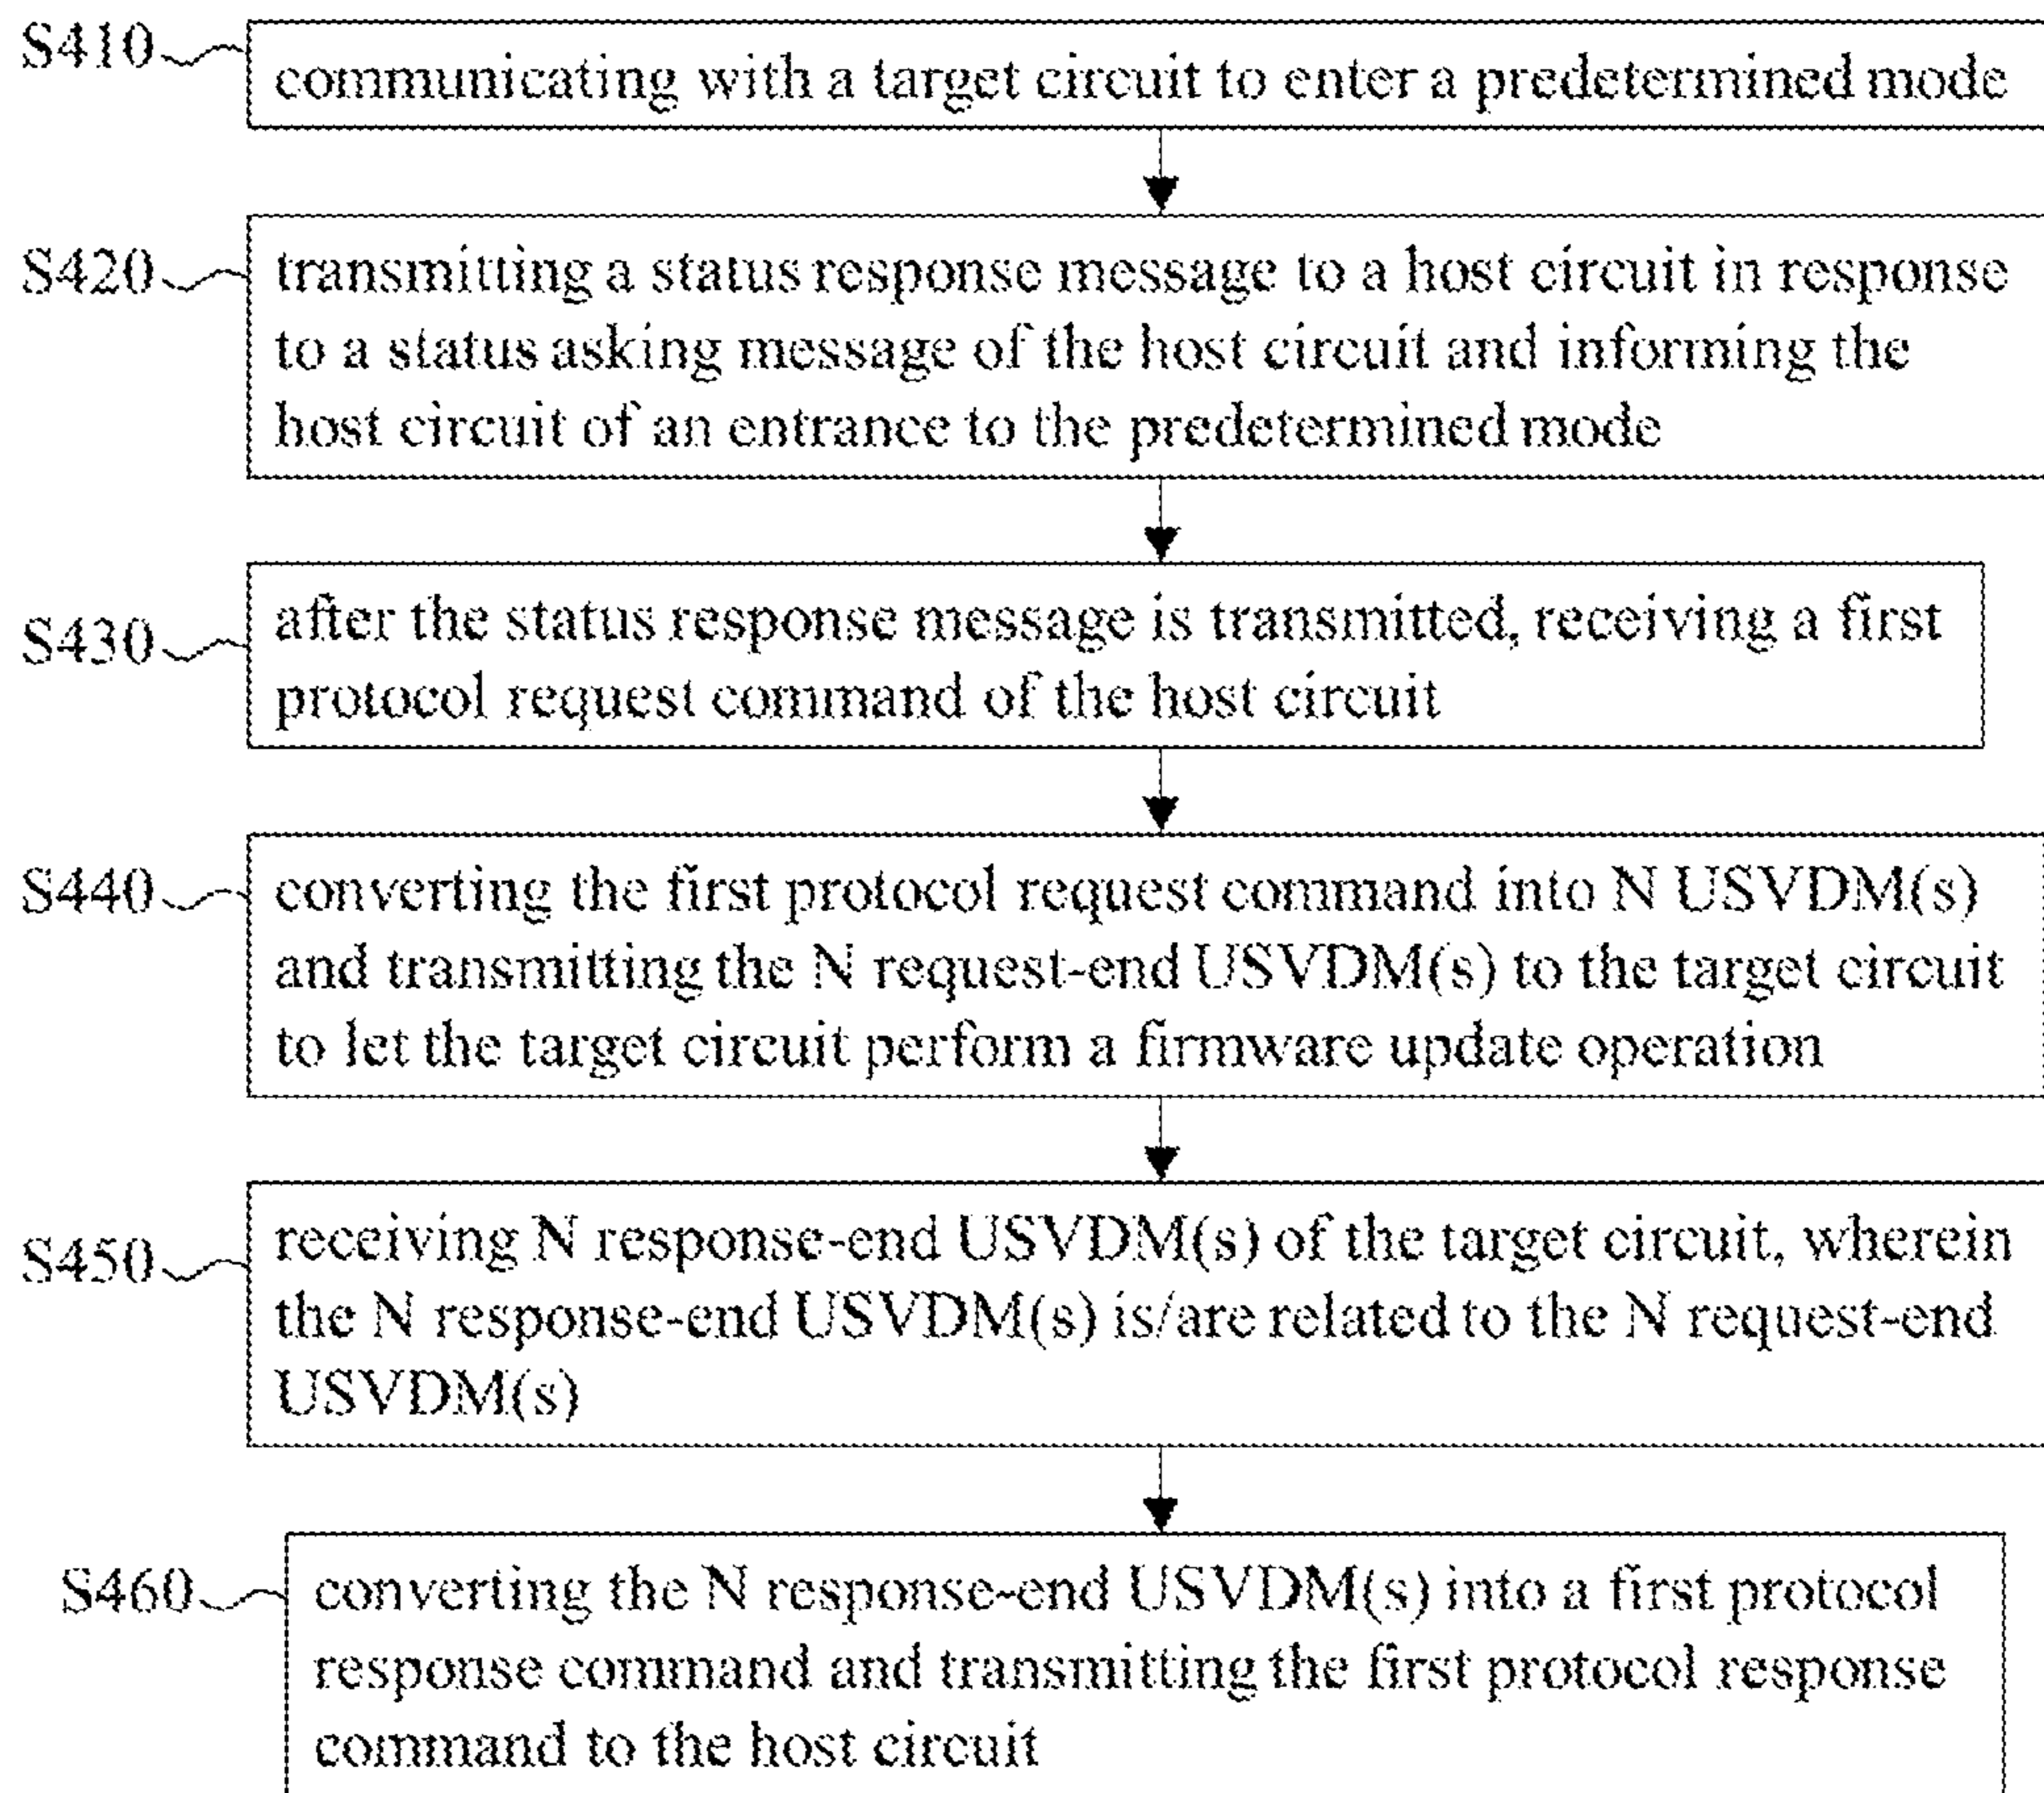 S410
communicating with a target circuit to enter a predetermined mode
S420
transmitting a status response message to a host circuit in response
to a status asking message of the host circuit and informing the
host circuit of an entrance to the predetermined mode
S430
after the status response message is transmitted, receiving a first
protocol request command of the host circuit
S440
converting the first protocol request command into N USVDM(s)
and transmitting the N request-end USVDM(s) to the target circuit
to let the target circuit perform a firmware update operation
S450
receiving N response-end USVDM(s) of the target circuit, wherein
the N response-end USVDM(s) is/are related to the N request-end
USVDM(s)
S460
converting the N response-end USVDM(s) into a first protocol
response command and transmitting the first protocol response
command to the host circuit